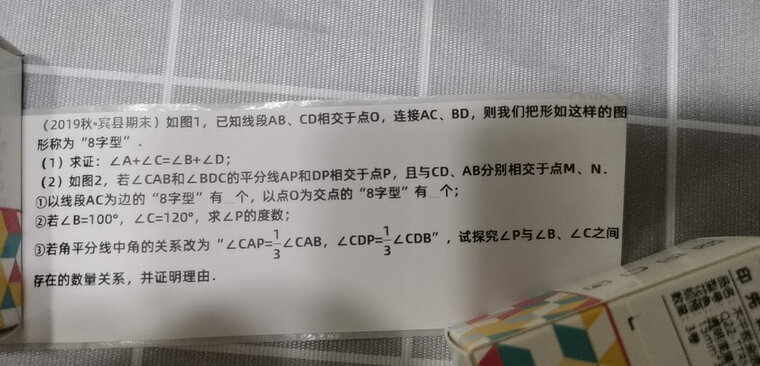 （2019秋•宾县期末）如图1，已知线段AB、CD相交于点O，连接AC、BD，则我们把形如这样的图
形称为“8字型”．
（1）求证：∠A+∠C=∠B+∠D；
（2）如图2，若∠CAB和∠BDC的平分线AP和DP相交于点P，且与CD、AB分别相交于点M、N．
①以线段AC为边的“8字型”有__个，以点O为交点的“8字型”有__个；
②若∠B=100°，∠C=120°，求∠P的度数；
③若角平分线中角的关系改为“∠CAP=1/3∠CAB，∠CDP=1/3∠CDB”，试探究∠P与∠B、∠C之间
存在的数量关系，并证明理由．